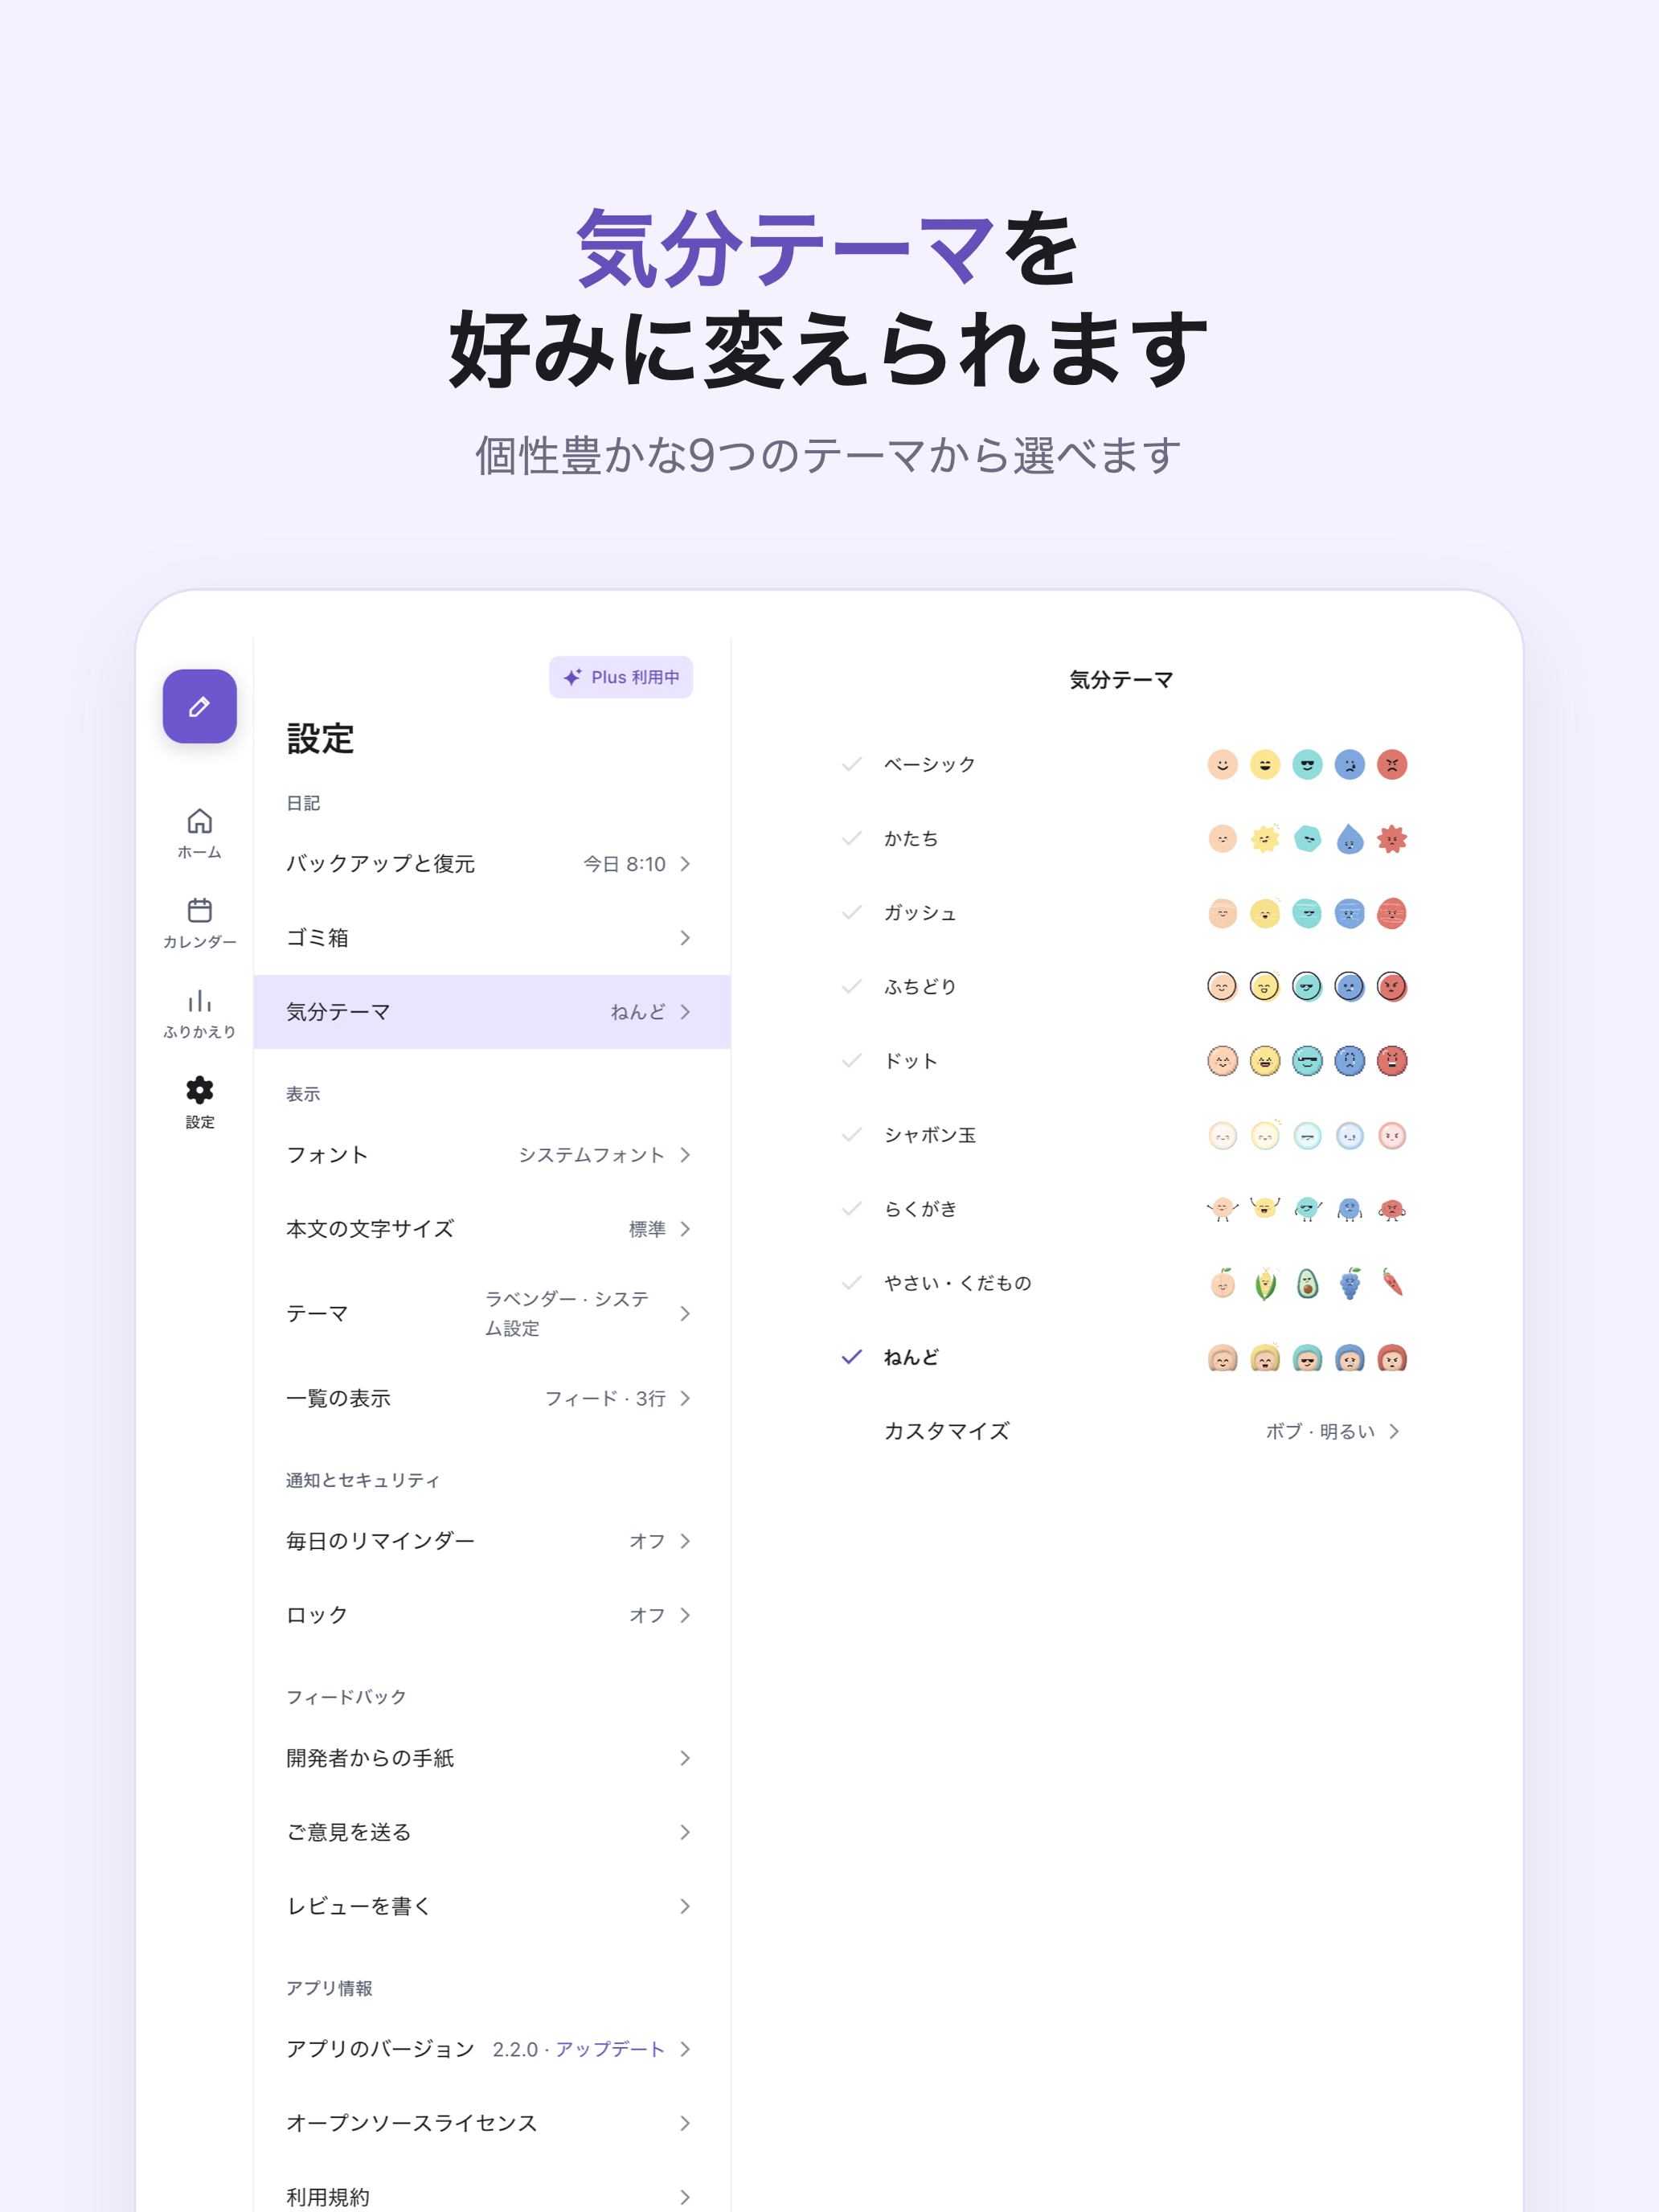 気分テーマを
好みに変えられます
個性豊かな9つのテーマから選べます
ホーム
カレンダー
ふりかえり
設定
Plus 利用中
設定
日記
バックアップと復元 今日 8:10
ゴミ箱
気分テーマ ねんど
表示
フォント システムフォント
本文の文字サイズ 標準
テーマ ラベンダー · システ
ム設定
一覧の表示 フィード · 3行
通知とセキュリティ
毎日のリマインダー オフ
ロック オフ
フィードバック
開発者からの手紙
ご意見を送る
レビューを書く
アプリ情報
アプリのバージョン 2.2.0 · アップデート
オープンソースライセンス
利用規約
気分テーマ
ベーシック
かたち
ガッシュ
ふちどり
ドット
シャボン玉
らくがき
やさい・くだもの
ねんど
カスタマイズ ボブ · 明るい